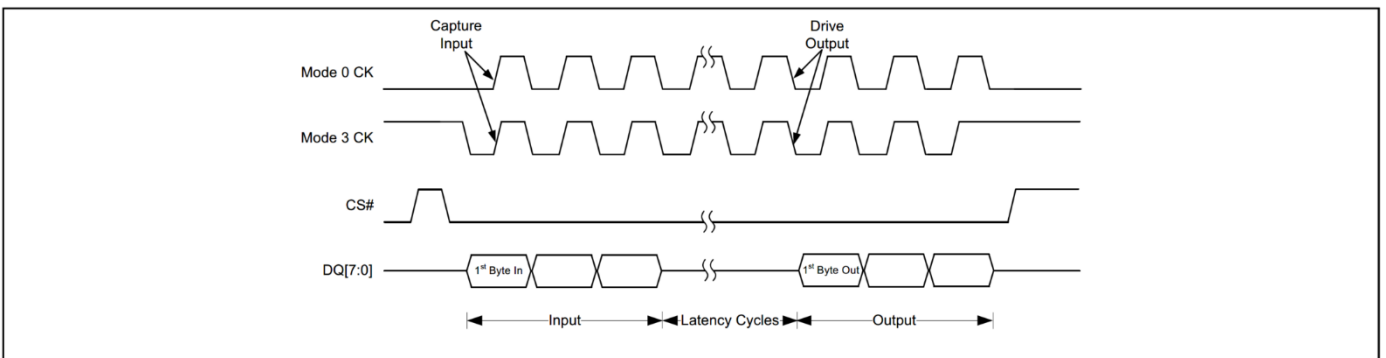 Capture
Input
Drive
Output
Mode 0 CK
Mode 3 CK
CS#
DQ[7:0]
1st Byte In
1st Byte Out
Input
Latency Cycles
Output